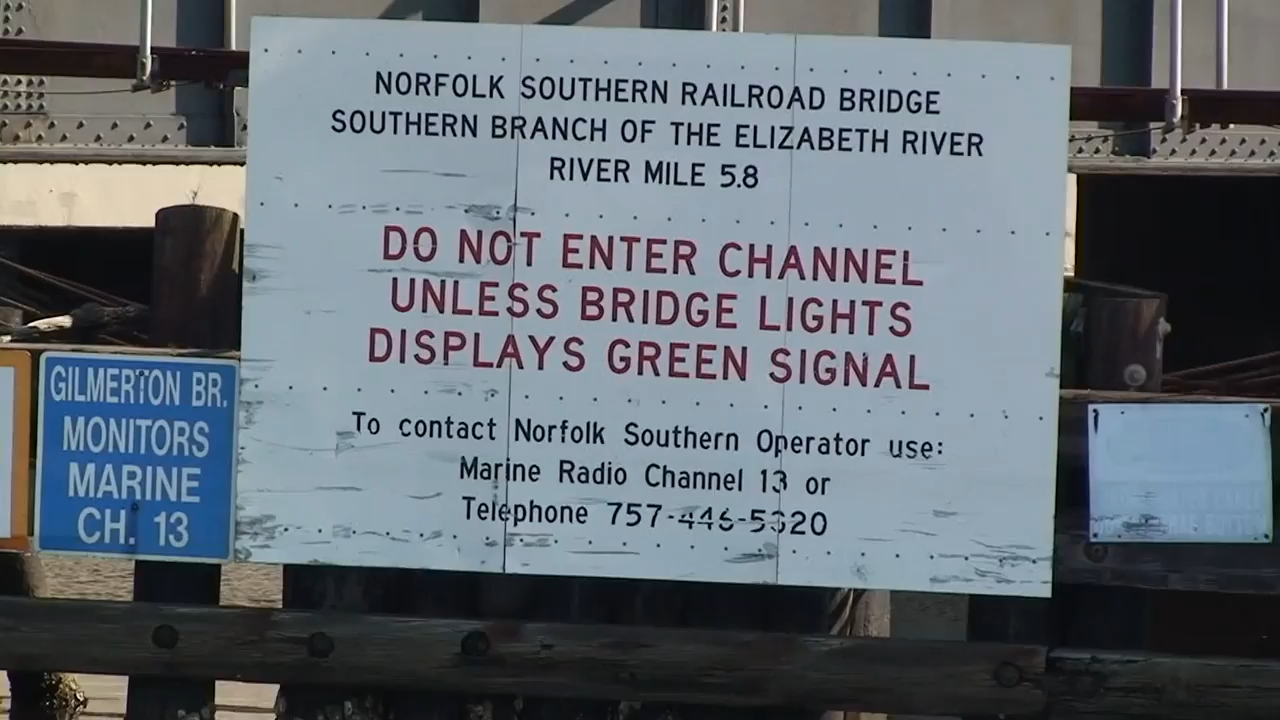 NORFOLK SOUTHERN RAILROAD BRIDGE
SOUTHERN BRANCH OF THE ELIZABETH RIVER
RIVER MILE 5.8
DO NOT ENTER CHANNEL
UNLESS BRIDGE LIGHTS
DISPLAYS GREEN SIGNAL
To contact Norfolk Southern Operator use:
Marine Radio Channel 13 or
Telephone 757-446-5320
GILMERTON BR.
MONITORS
MARINE
CH. 13